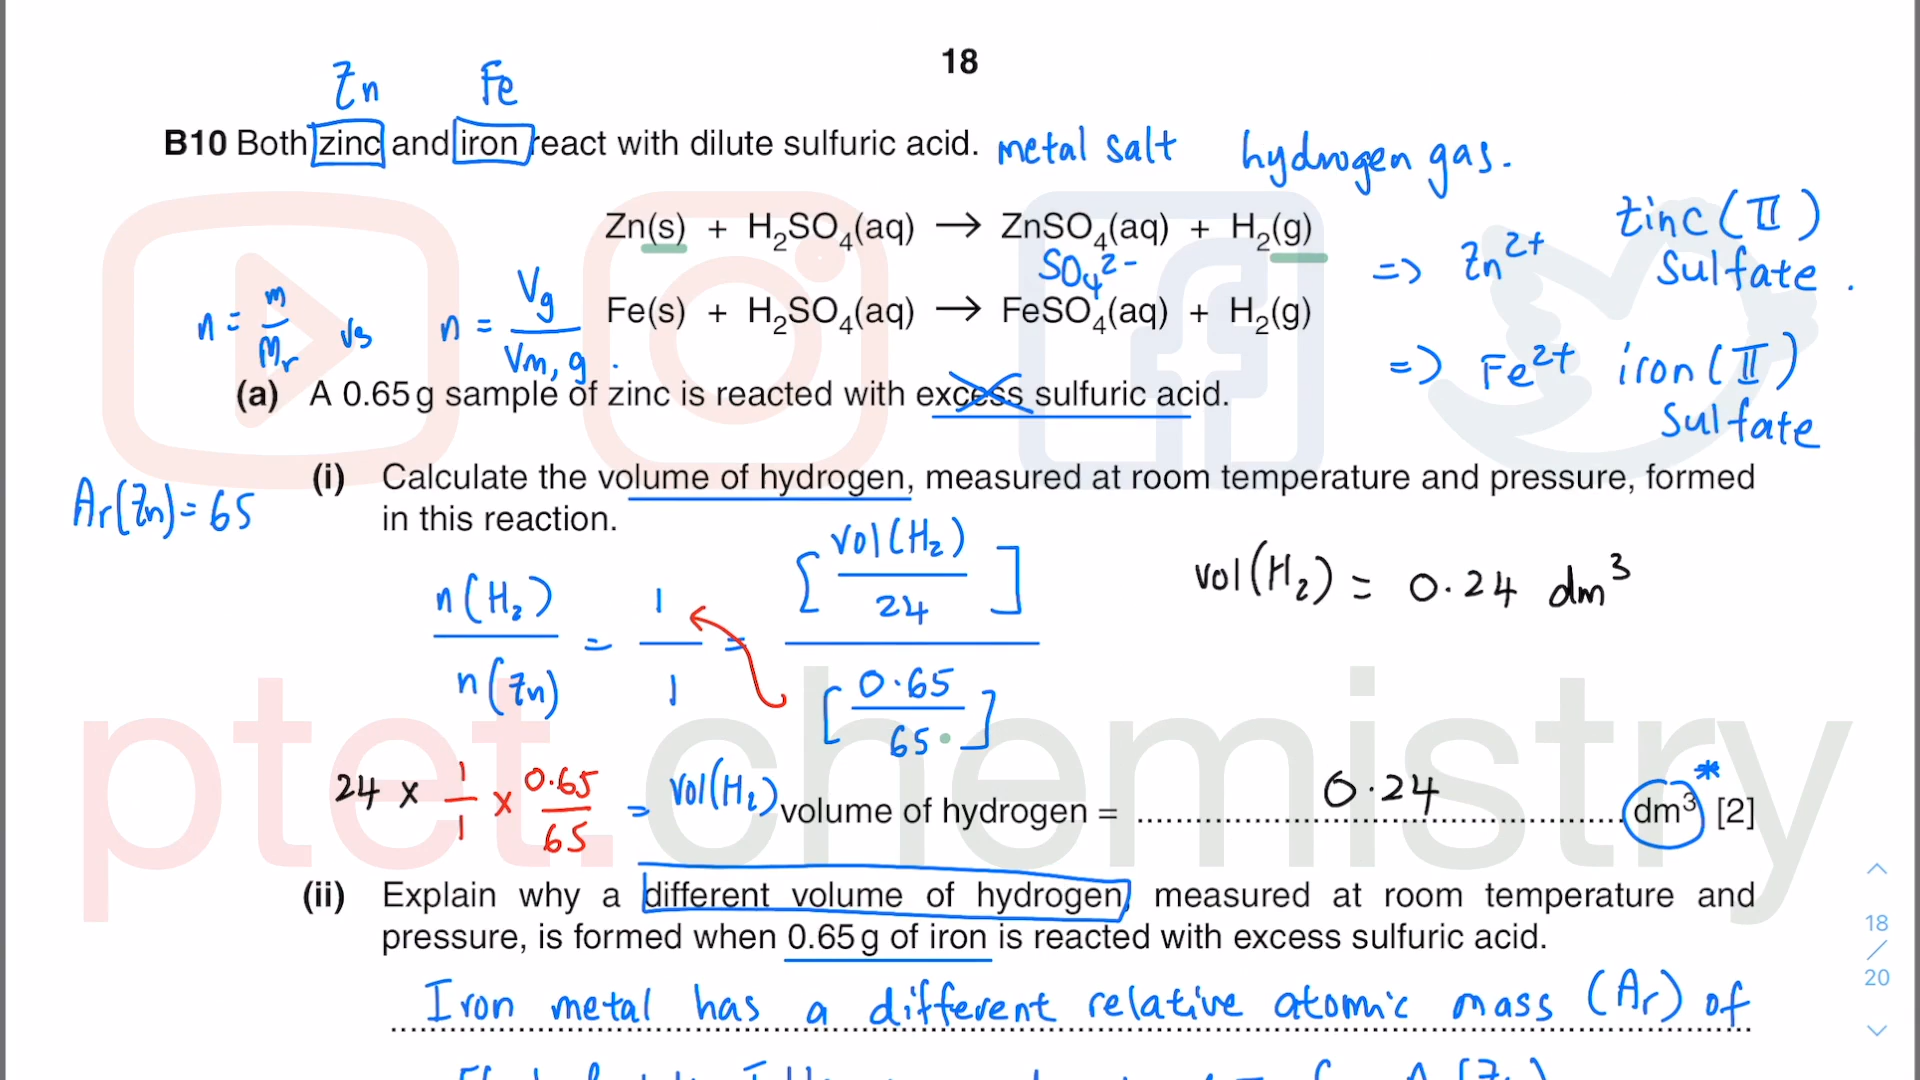 18
Zn Fe
B10 Both zinc and iron react with dilute sulfuric acid. metal salt hydrogen gas.
Zn(s) + H₂SO₄(aq) → ZnSO₄(aq) + H₂(g)
SO₄²⁻ => Zn²⁺ zinc(II) sulfate.
n = m/Mr vs n = Vg/Vm,g.
Fe(s) + H₂SO₄(aq) → FeSO₄(aq) + H₂(g)
=> Fe²⁺ iron(II) sulfate
(a) A 0.65 g sample of zinc is reacted with excess sulfuric acid.
(i) Calculate the volume of hydrogen, measured at room temperature and pressure, formed
in this reaction.
Ar(Zn) = 65
n(H₂)/n(Zn) = 1/1 = [vol(H₂)/24]/[0.65/65]
vol(H₂) = 0.24 dm³
24 × 1/1 × 0.65/65 = vol(H₂)
volume of hydrogen = 0.24 dm³ * [2]
(ii) Explain why a different volume of hydrogen, measured at room temperature and
pressure, is formed when 0.65 g of iron is reacted with excess sulfuric acid.
Iron metal has a different relative atomic mass (Ar) of
ptet.chemistry
18
/
20